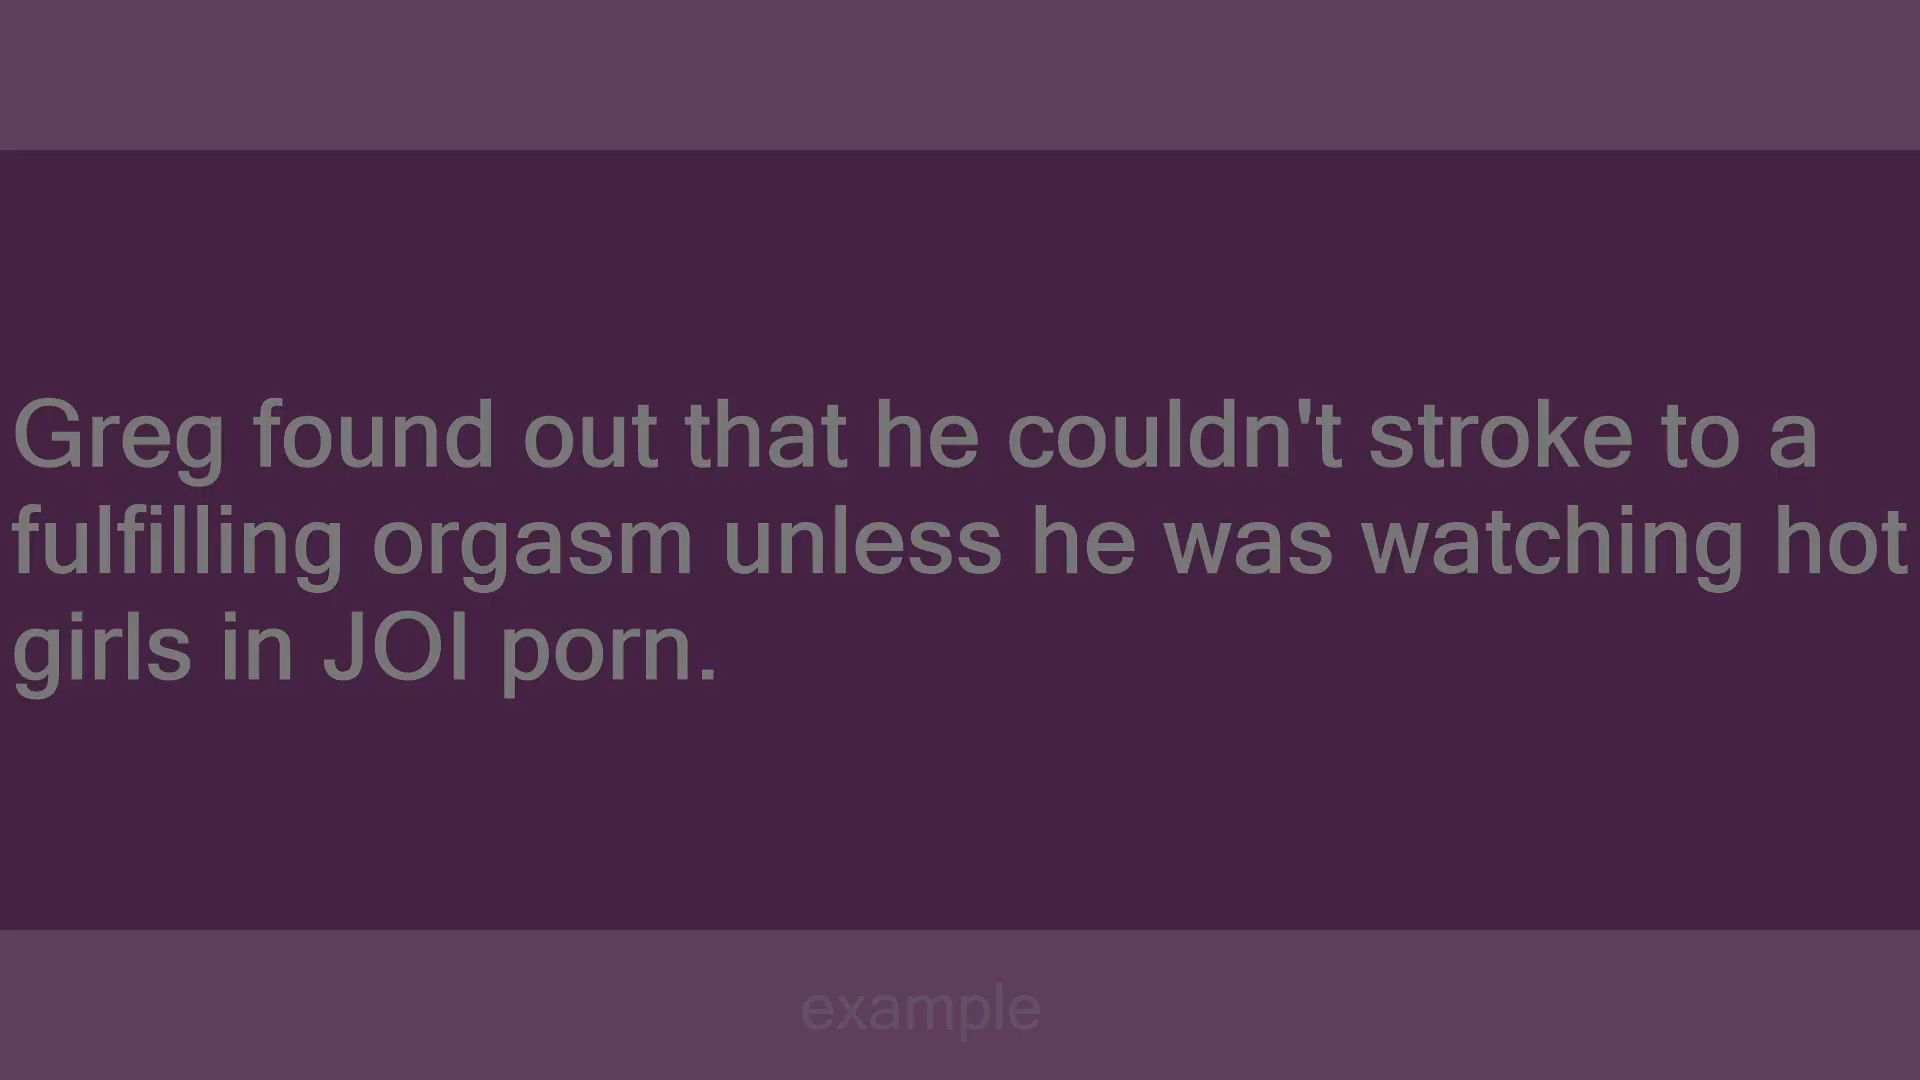 Greg found out that he couldn't stroke to a
fulfilling orgasm unless he was watching hot
girls in JOI porn.
example